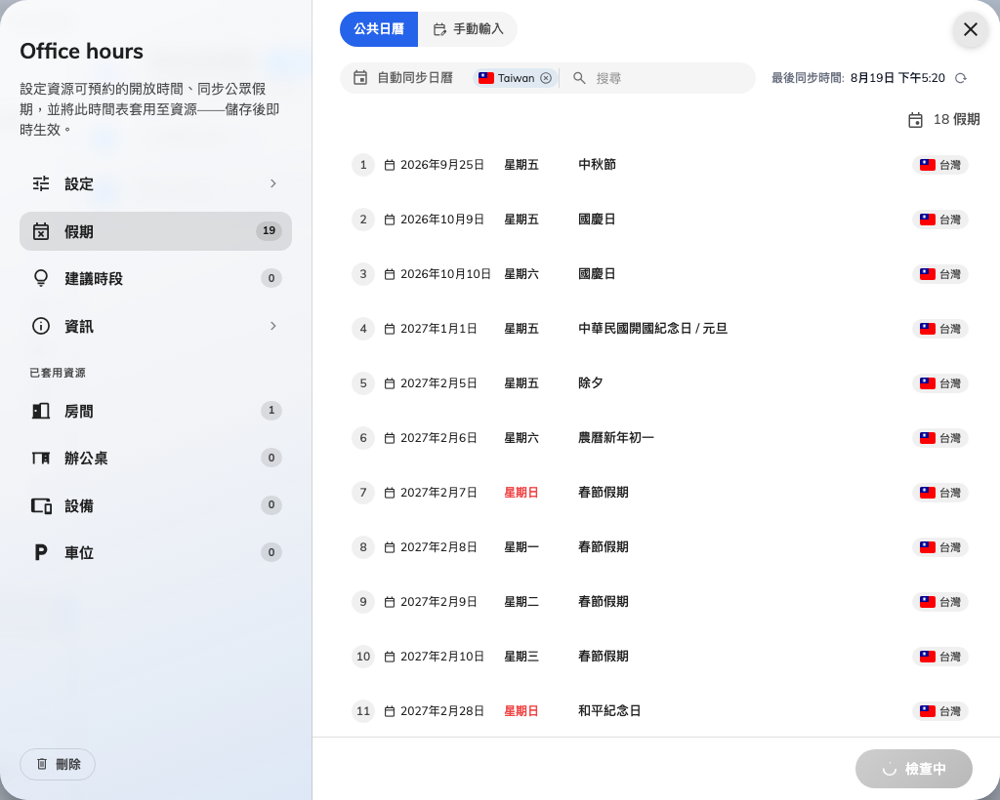 Office hours
設定資源可預約的開放時間、同步公眾假
期，並將此時間表套用至資源——儲存後即
時生效。
設定
假期 19
建議時段 0
資訊
已套用資源
房間 1
辦公桌 0
設備 0
車位 0
刪除
公共日曆 手動輸入
自動同步日曆 Taiwan 搜尋 最後同步時間: 8月19日 下午5:20
18 假期
1 2026年9月25日 星期五 中秋節 台灣
2 2026年10月9日 星期五 國慶日 台灣
3 2026年10月10日 星期六 國慶日 台灣
4 2027年1月1日 星期五 中華民國開國紀念日 / 元旦 台灣
5 2027年2月5日 星期五 除夕 台灣
6 2027年2月6日 星期六 農曆新年初一 台灣
7 2027年2月7日 星期日 春節假期 台灣
8 2027年2月8日 星期一 春節假期 台灣
9 2027年2月9日 星期二 春節假期 台灣
10 2027年2月10日 星期三 春節假期 台灣
11 2027年2月28日 星期日 和平紀念日 台灣
檢查中